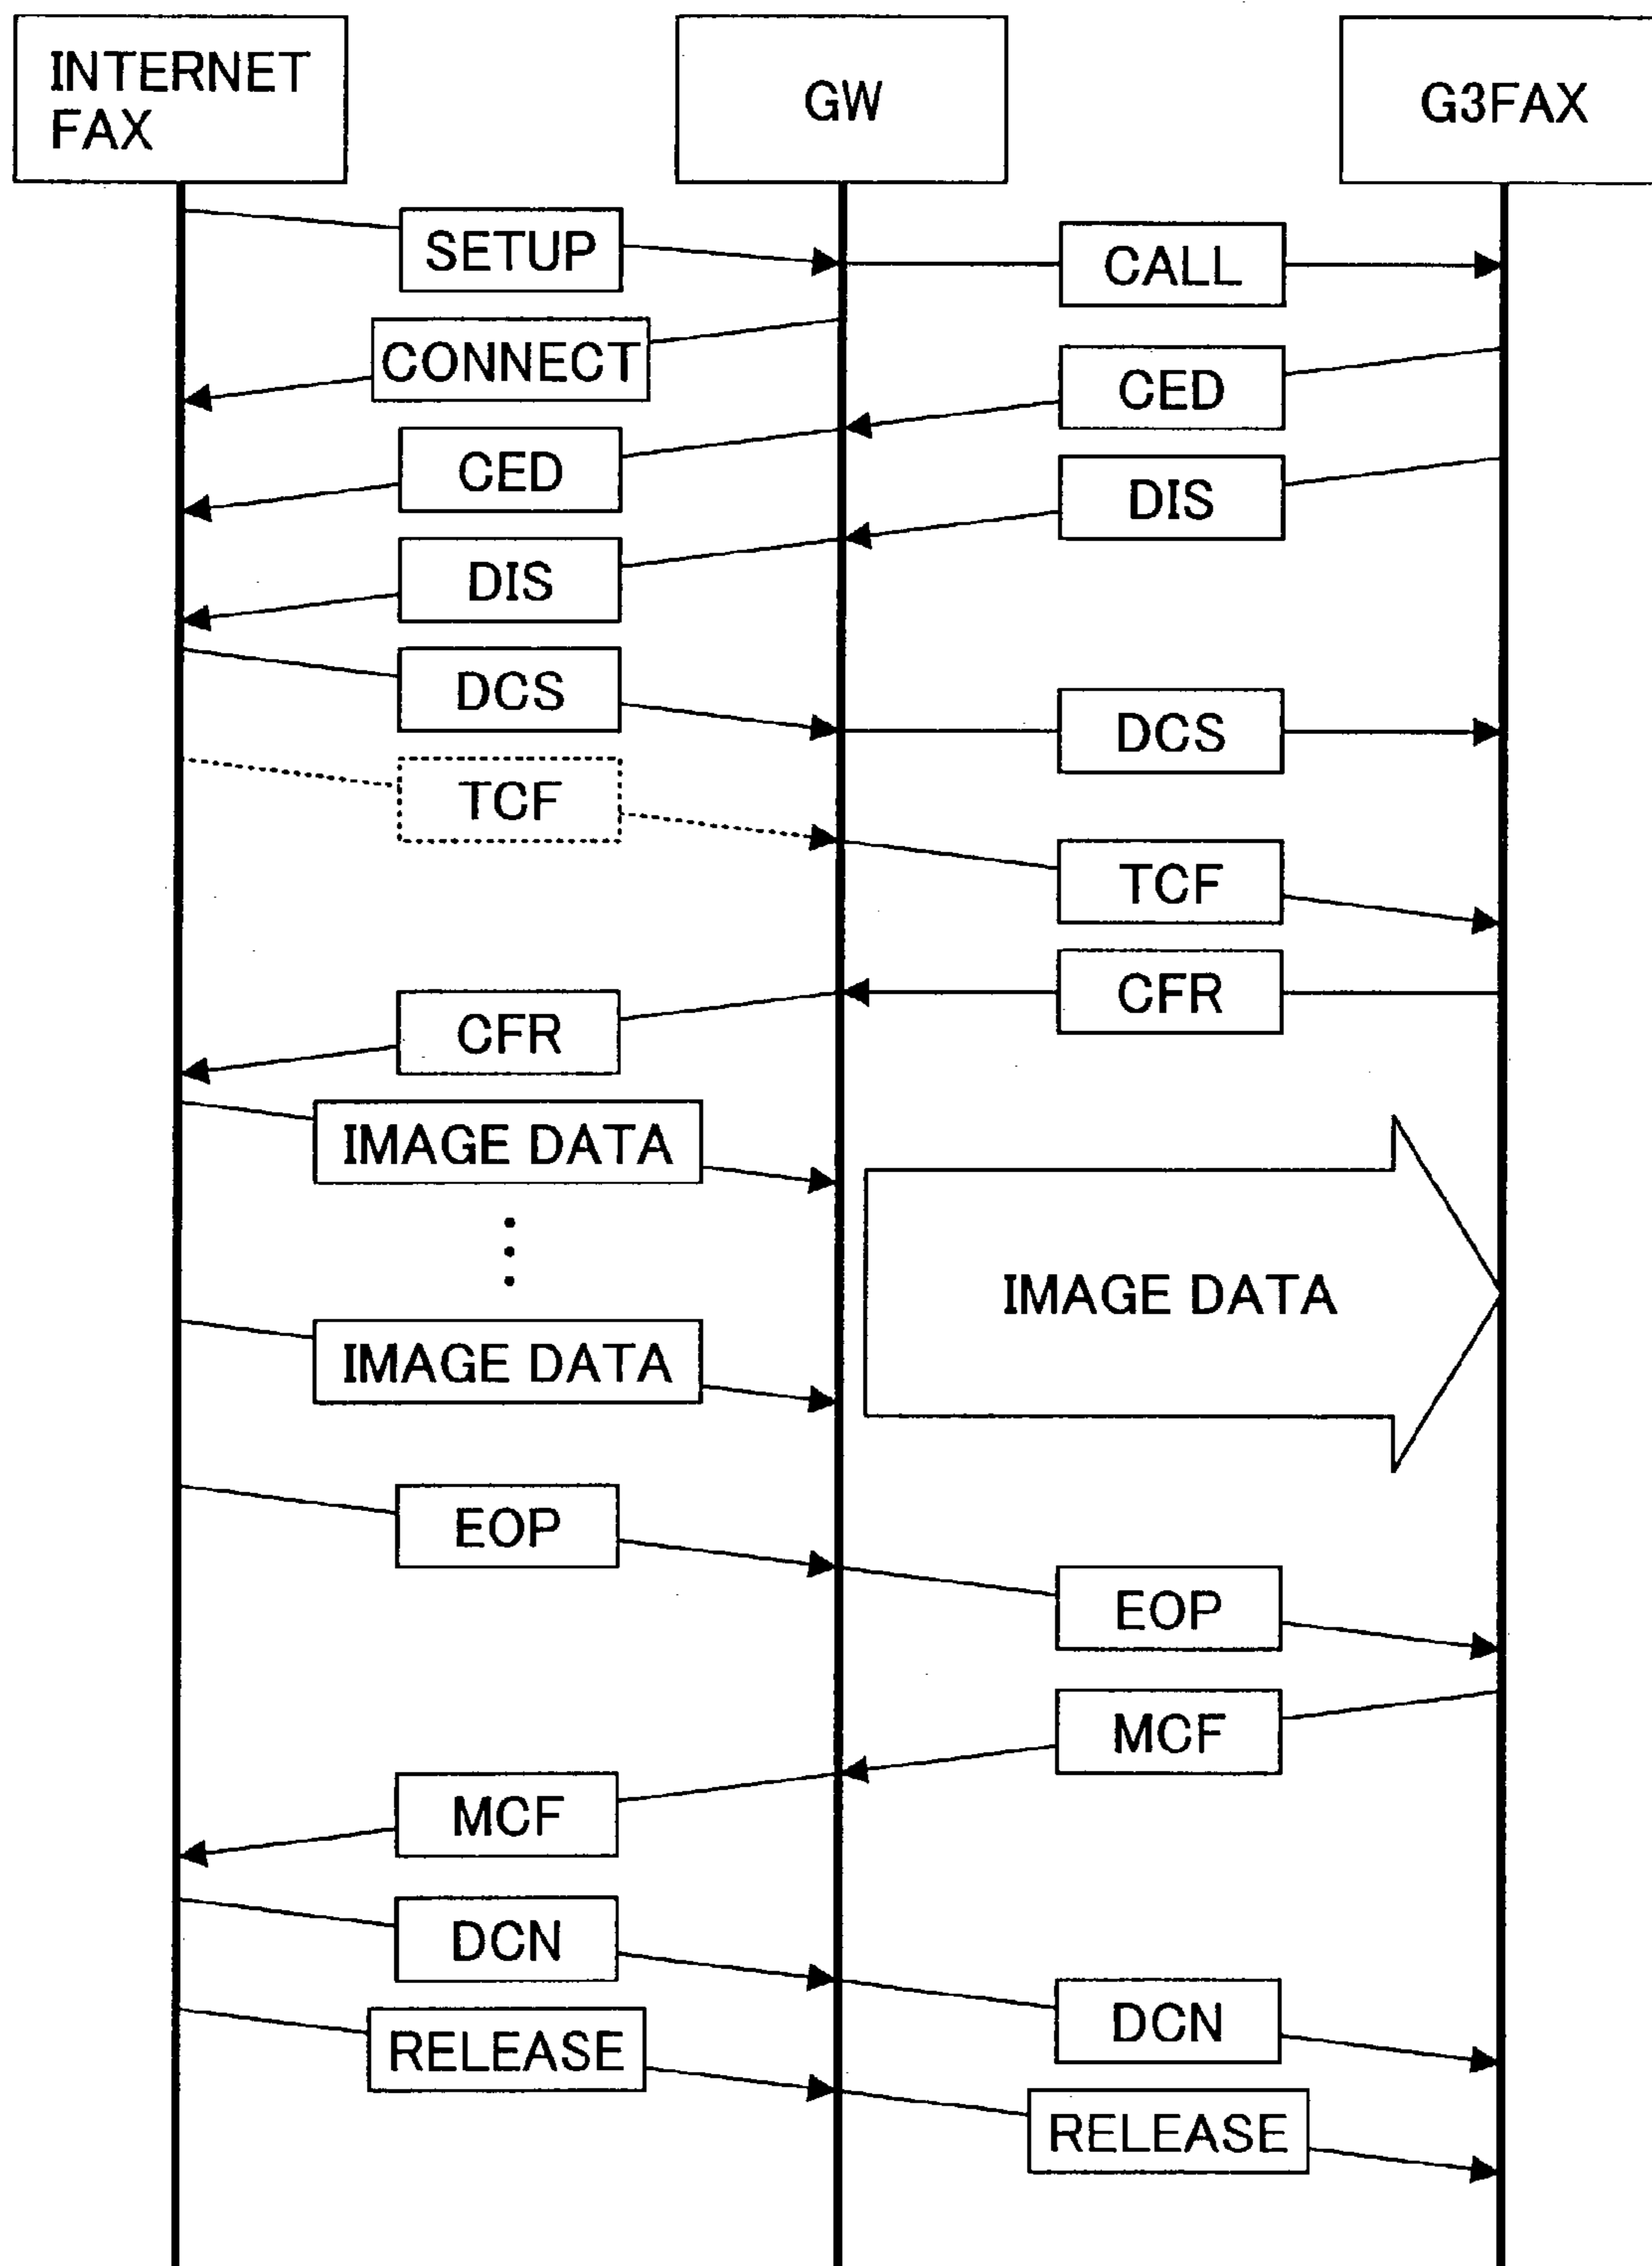 INTERNET
FAX
GW
G3FAX
SETUP
CALL
CONNECT
CED
CED
DIS
DIS
DCS
DCS
TCF
TCF
CFR
CFR
IMAGE DATA
IMAGE DATA
IMAGE DATA
EOP
EOP
MCF
MCF
DCN
DCN
RELEASE
RELEASE